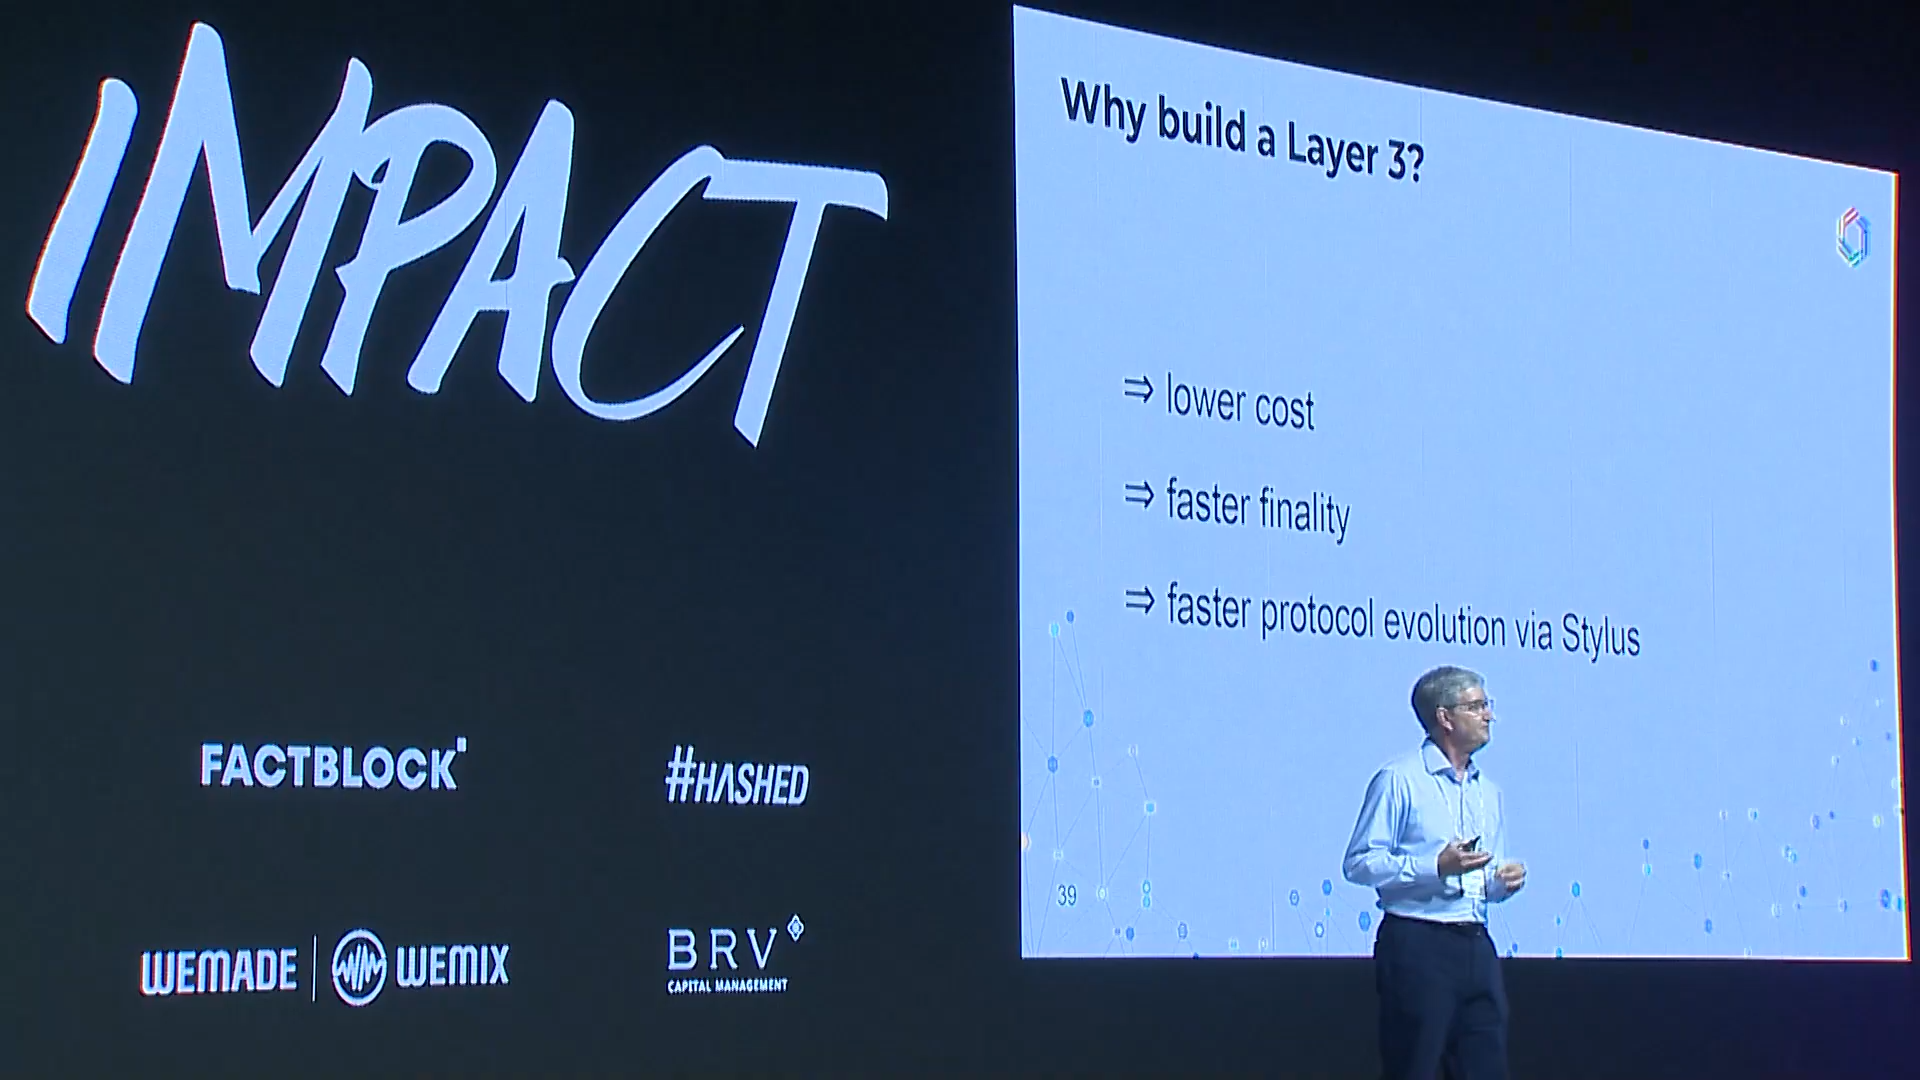 IMPACT
FACTBLOCK
#HASHED
WEMADE | WEMIX
BRV
CAPITAL MANAGEMENT
Why build a Layer 3?
⇒ lower cost
⇒ faster finality
⇒ faster protocol evolution via Stylus
39